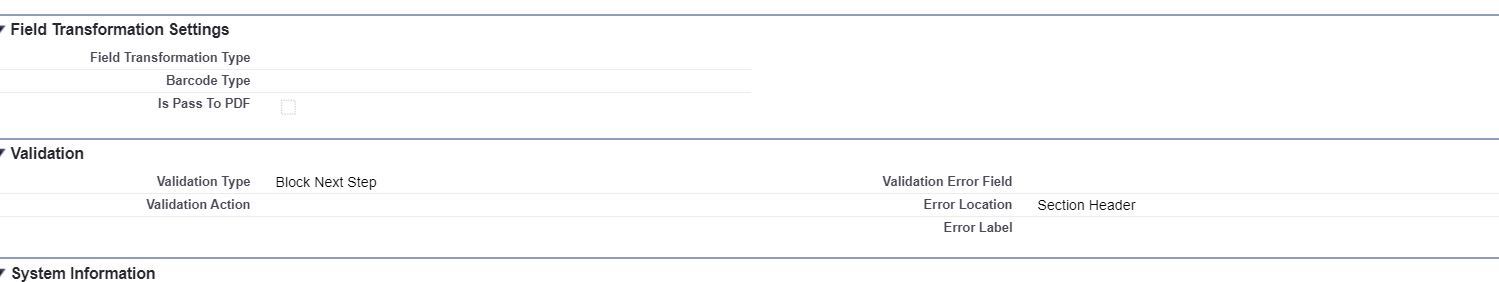 Field Transformation Settings
Field Transformation Type
Barcode Type
Is Pass To PDF
Validation
Validation Type Block Next Step Validation Error Field
Validation Action Error Location Section Header
Error Label
System Information